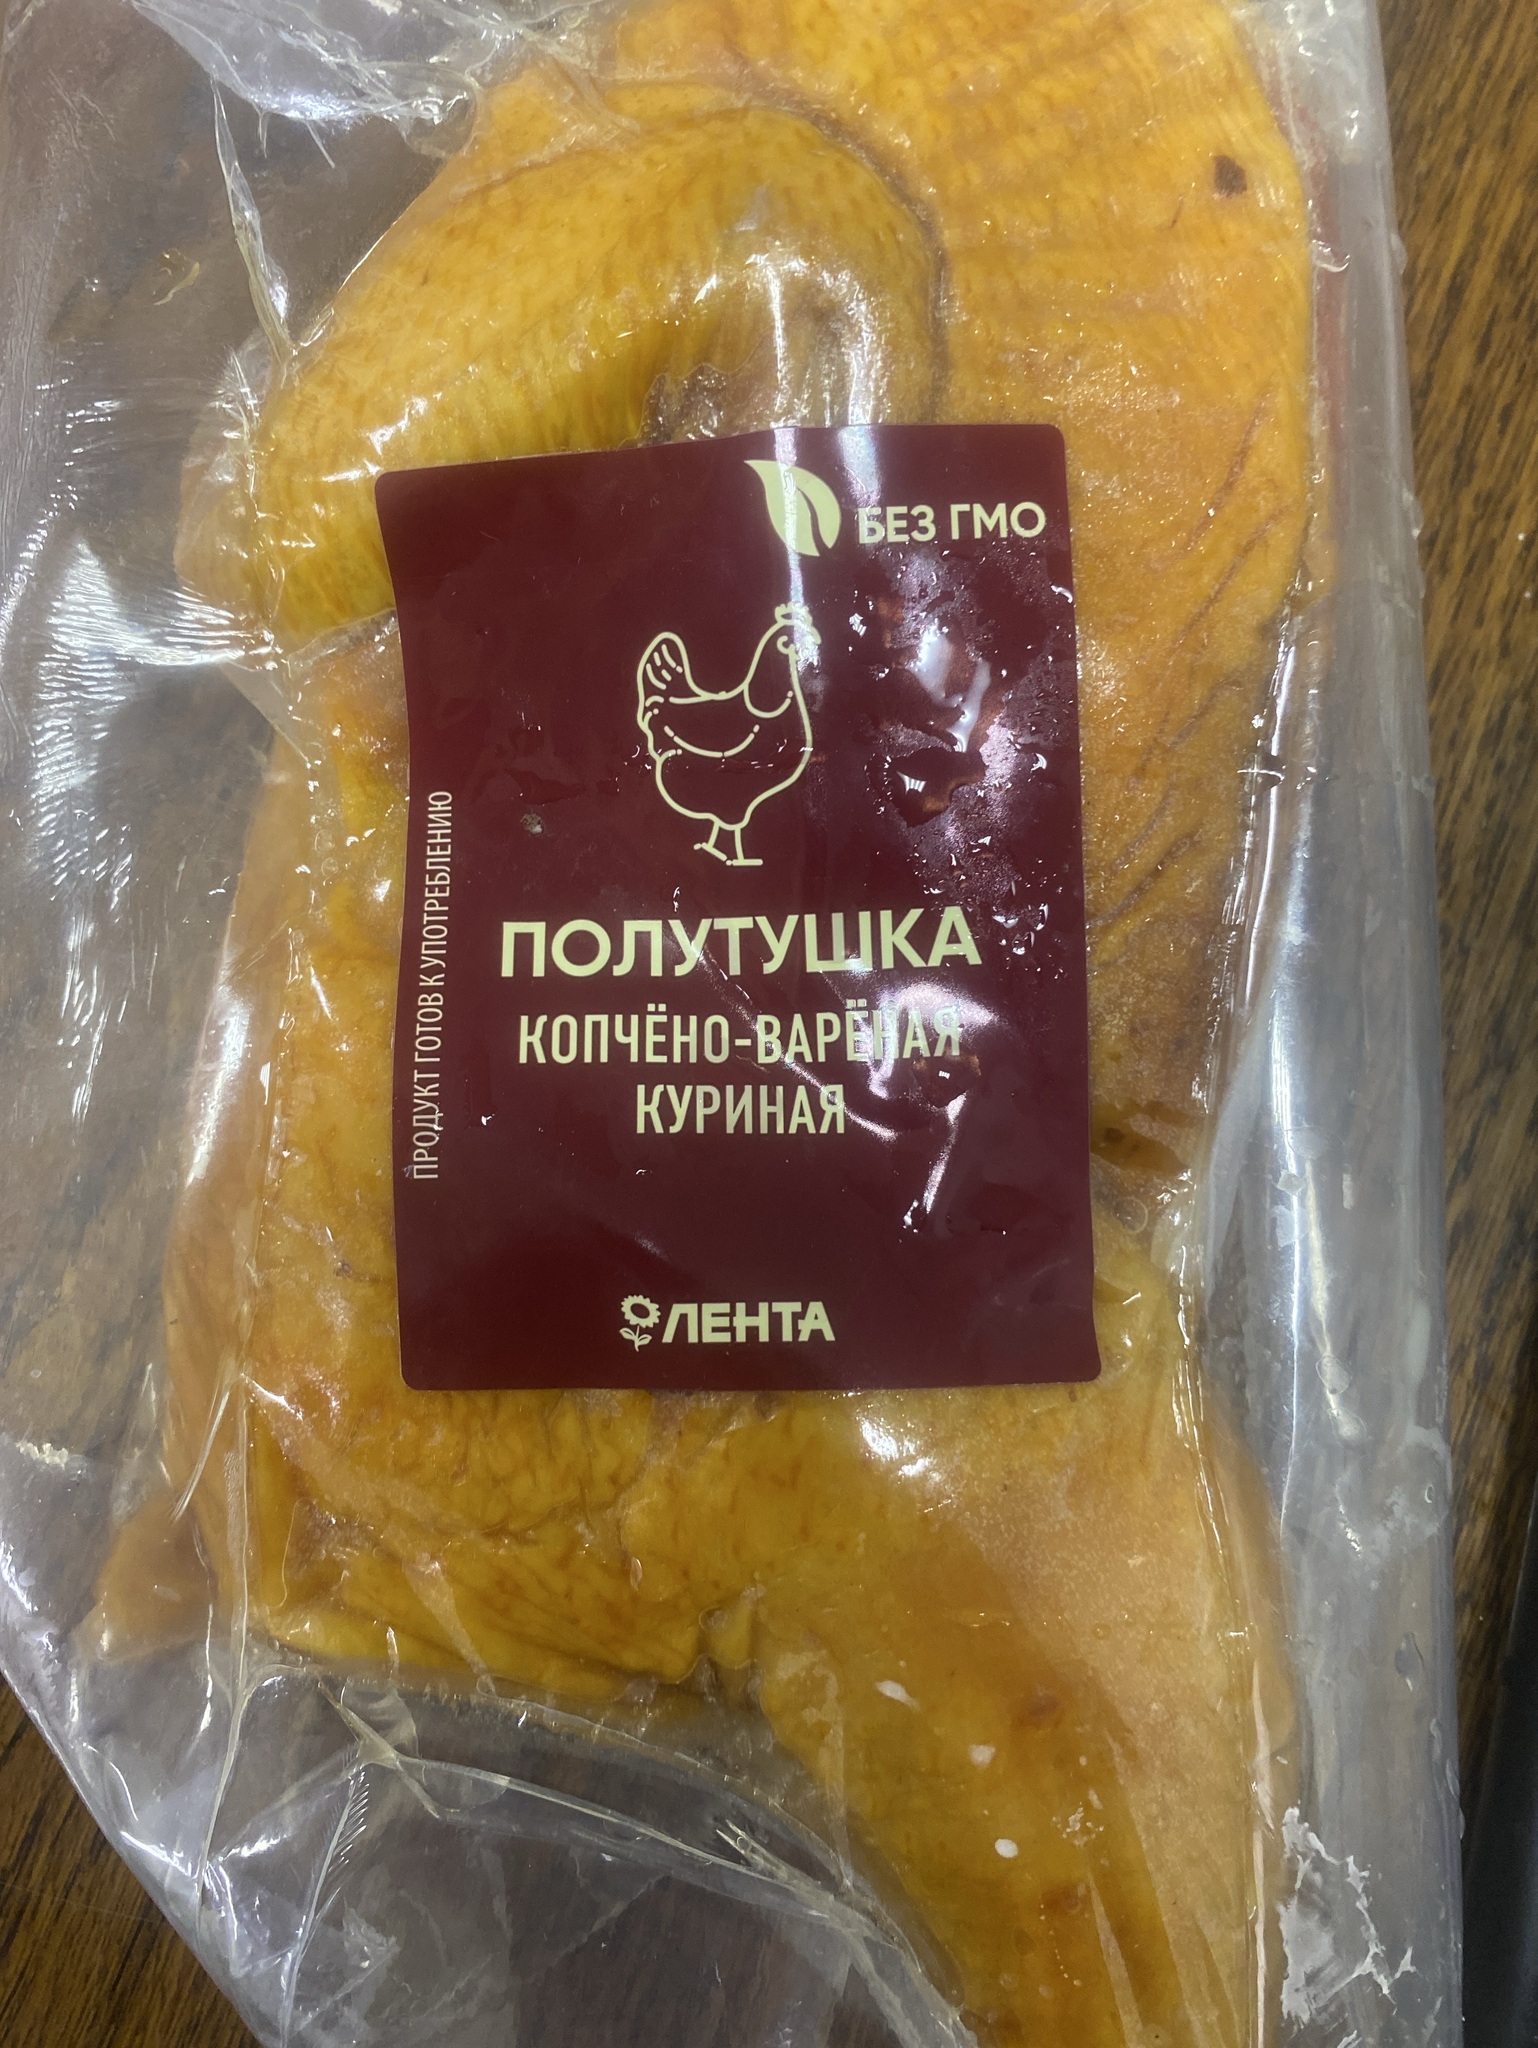 БЕЗ ГМО
ПРОДУКТ ГОТОВ К УПОТРЕБЛЕНИЮ
ПОЛУТУШКА
КОПЧЁНО-ВАРЁНАЯ
КУРИНАЯ
ЛЕНТА